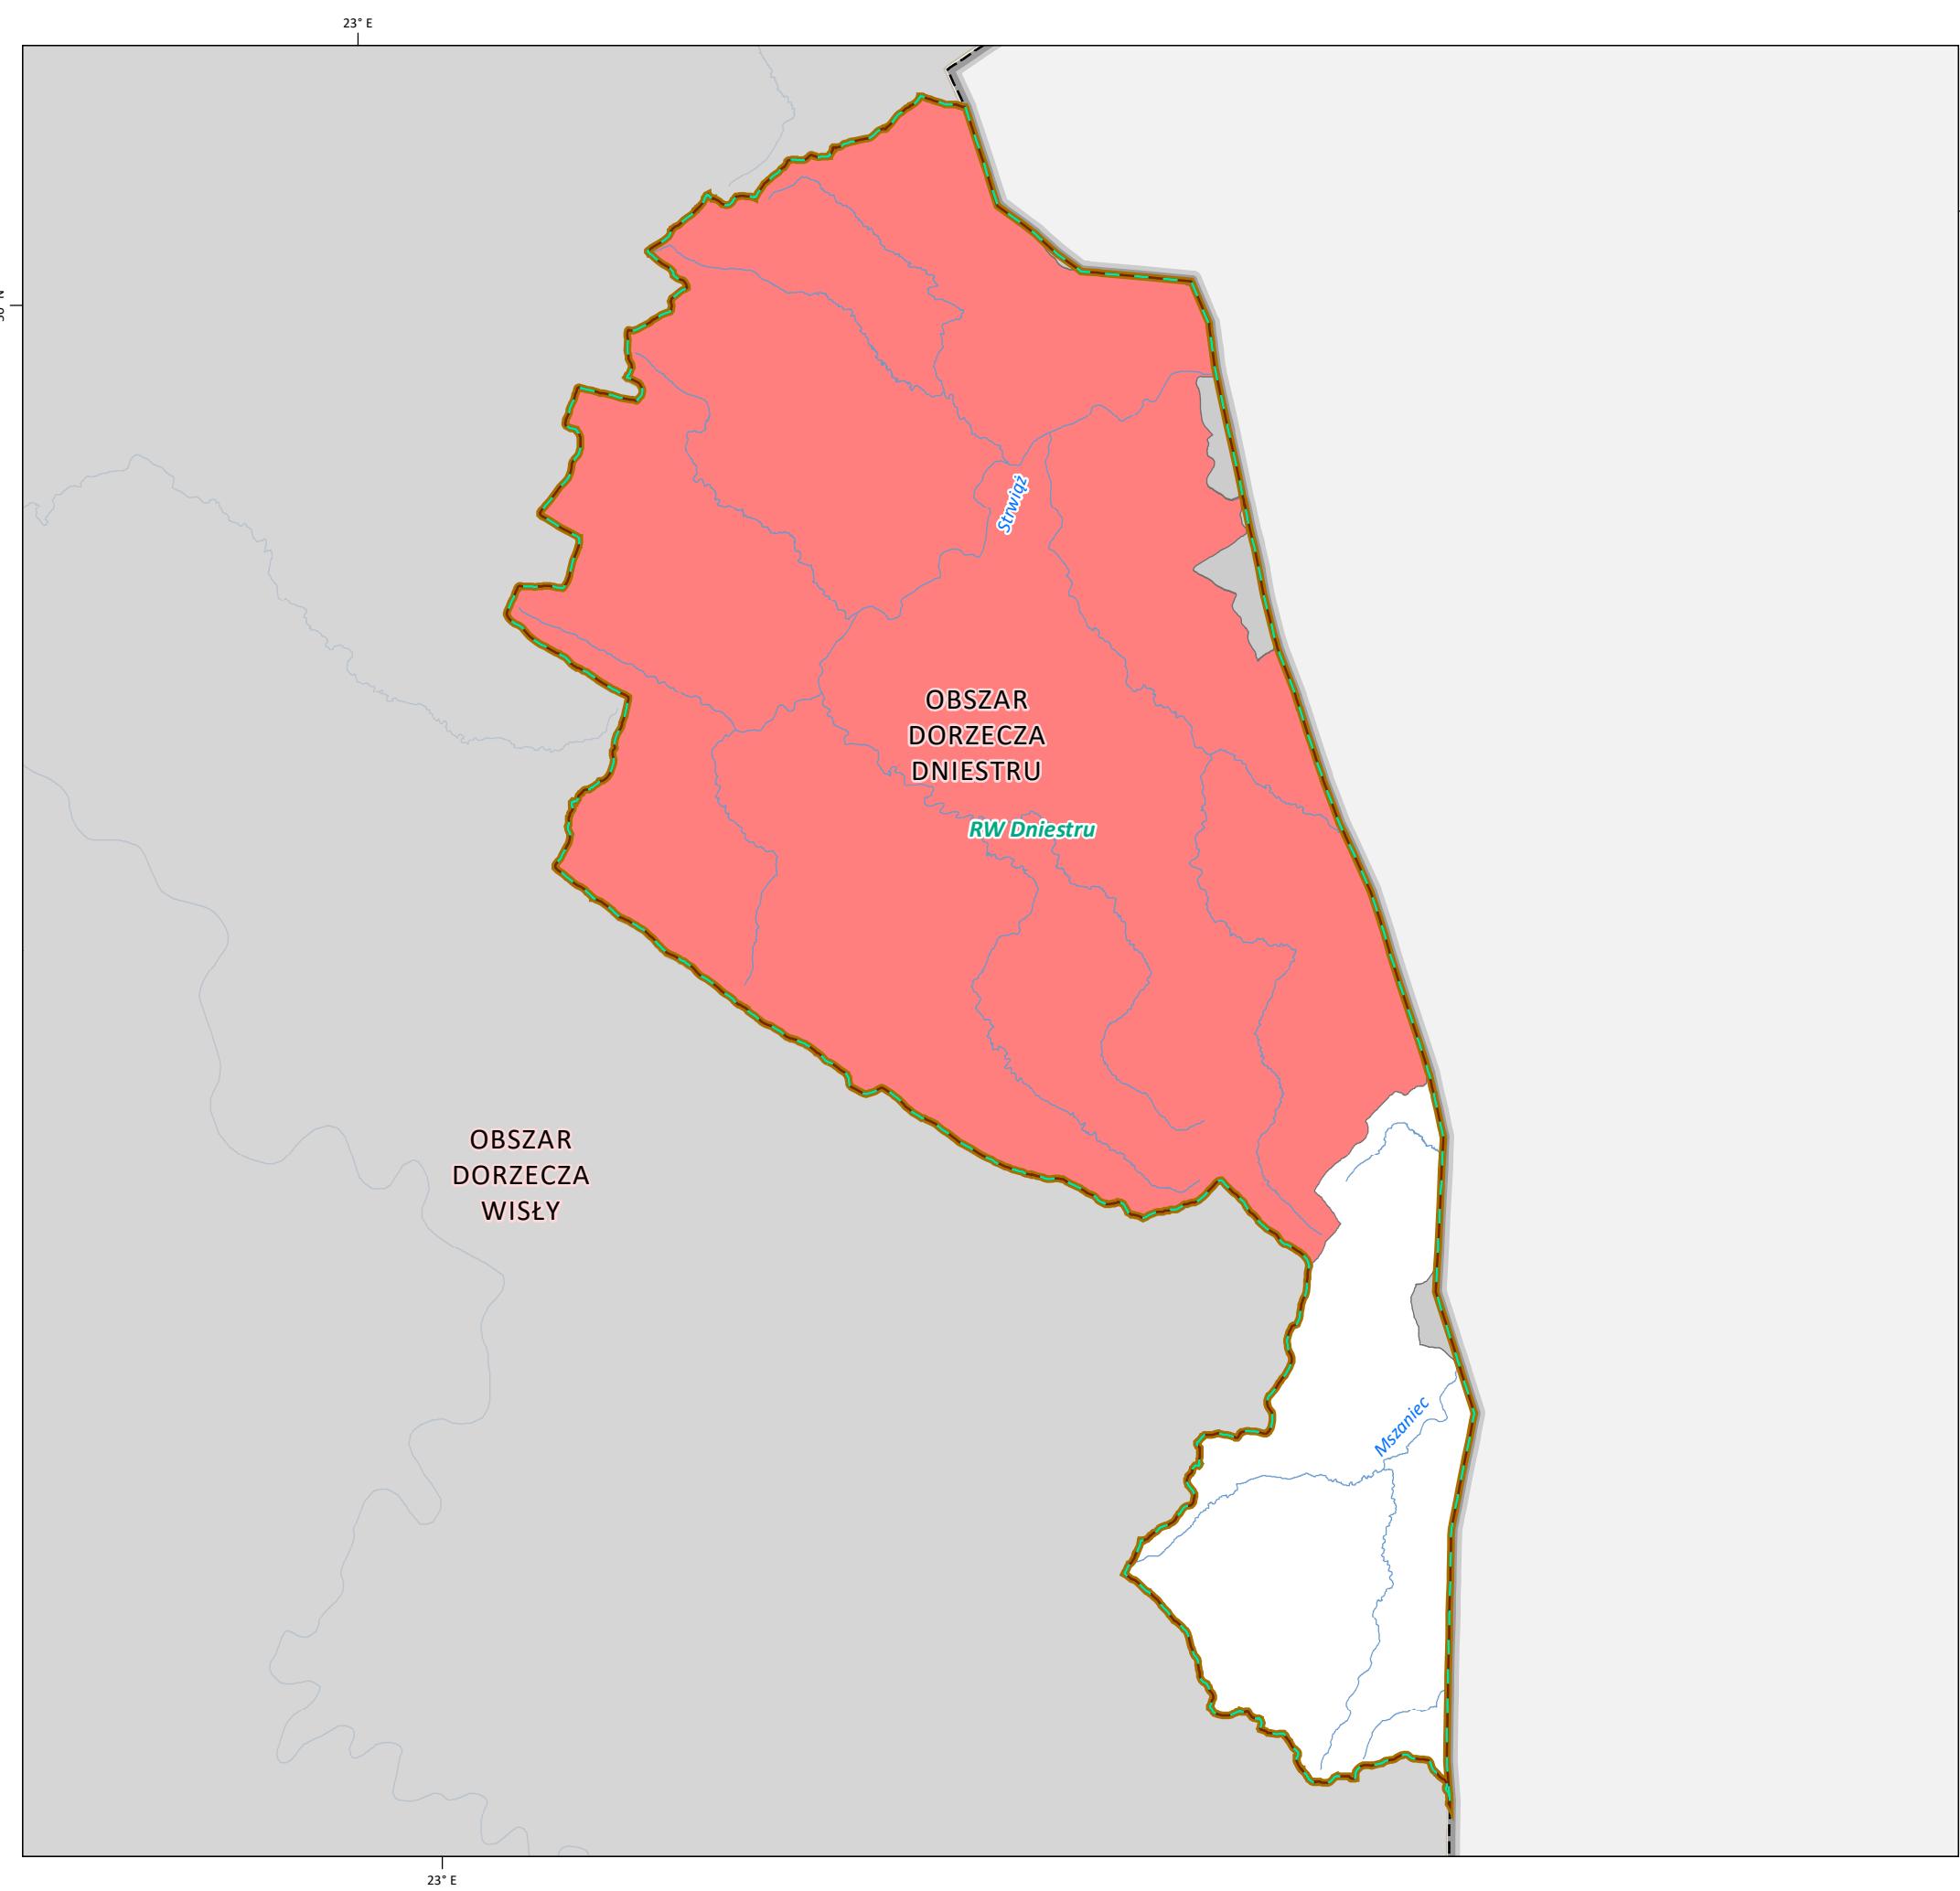 23° E
Strwiąż
OBSZAR
DORZECZA
DNIESTRU
RW Dniestru
OBSZAR
DORZECZA
WISŁY
Mszaniec
23° E